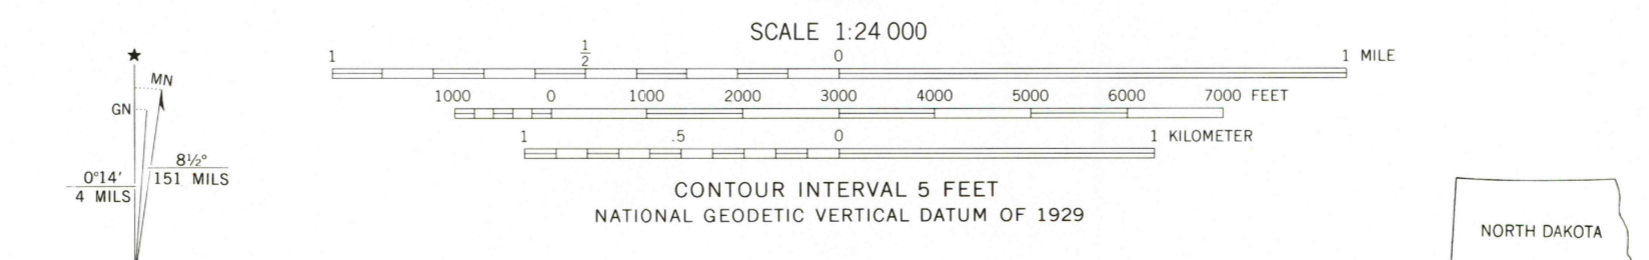 SCALE 1:24 000
1 1/2 0 1 MILE
1000 0 1000 2000 3000 4000 5000 6000 7000 FEET
1 .5 0 1 KILOMETER
CONTOUR INTERVAL 5 FEET
NATIONAL GEODETIC VERTICAL DATUM OF 1929
★
MN
GN
8½°
151 MILS
0°14′
4 MILS
NORTH DAKOTA